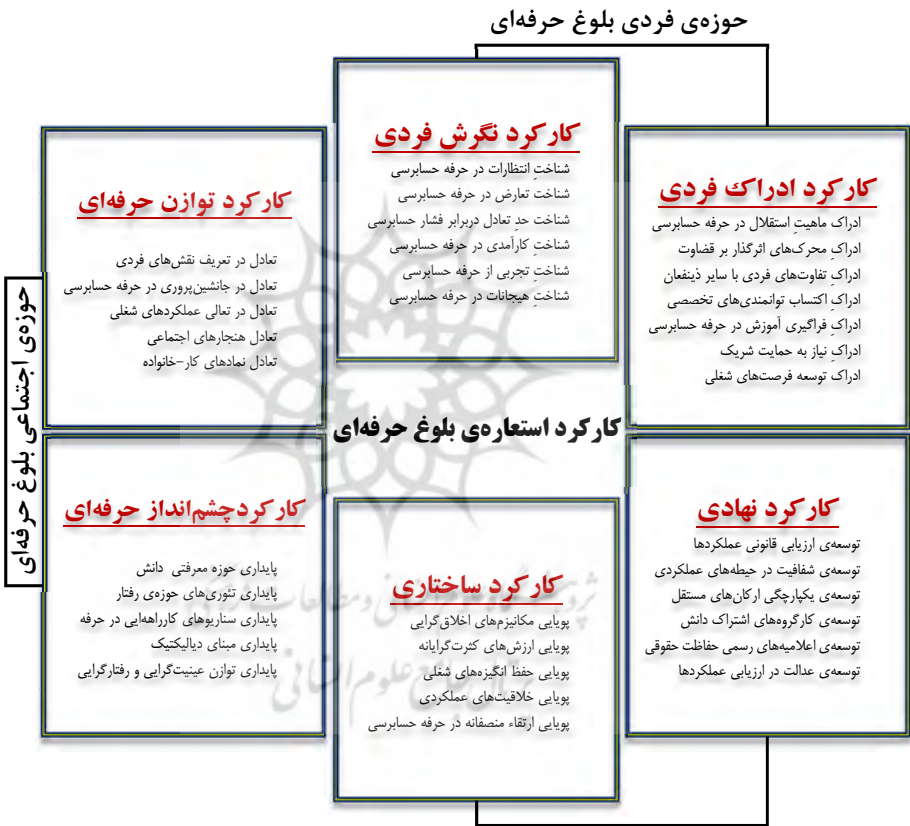 حوزه‌ی فردی بلوغ حرفه‌ای
کارکرد ادراک فردی
ادراک ماهیتِ استقلال در حرفه حسابرسی
ادراکِ محرک‌های اثرگذار بر قضاوت
ادراکِ تفاوت‌های فردی با سایر ذینفعان
ادراکِ اکتساب توانمندی‌های تخصصی
ادراکِ فراگیری آموزش در حرفه حسابرسی
ادراکِ نیاز به حمایت شریک
ادراک توسعه فرصت‌های شغلی
کارکرد نگرش فردی
شناختِ انتظارات در حرفه حسابرسی
شناخت تعارض در حرفه حسابرسی
شناختِ حدِ تعادل دربرابر فشار حسابرسی
شناختِ کارآمدی در حرفه حسابرسی
شناختِ تجربی از حرفه حسابرسی
شناختِ هیجانات در حرفه حسابرسی
کارکرد توازن حرفه‌ای
تعادل در تعریف نقش‌های فردی
تعادل در جانشین‌پروری در حرفه حسابرسی
تعادل در تعالی عملکردهای شغلی
تعادل هنجارهای اجتماعی
تعادل نمادهای کار-خانواده
حوزه‌ی اجتماعی بلوغ حرفه‌ای
کارکرد استعاره‌ی بلوغ حرفه‌ای
کارکرد نهادی
توسعه‌ی ارزیابی قانونی عملکردها
توسعه‌ی شفافیت در حیطه‌های عملکردی
توسعه‌ی یکپارچگی ارکان‌های مستقل
توسعه‌ی کارگروه‌های اشتراک دانش
توسعه‌ی اعلامیه‌های رسمی حفاظت حقوقی
توسعه‌ی عدالت در ارزیابی عملکردها
کارکرد ساختاری
پویایی مکانیزم‌های اخلاق‌گرایی
پویایی ارزش‌های کثرت‌گرایانه
پویایی حفظ انگیزه‌های شغلی
پویایی خلاقیت‌های عملکردی
پویایی ارتقاء منصفانه در حرفه حسابرسی
کارکردچشم‌انداز حرفه‌ای
پایداری حوزه معرفتی دانش
پایداری تئوری‌های حوزه‌ی رفتار
پایداری سناریوهای کارراهه‌ایی در حرفه
پایداری مبنای دیالیکتیک
پایداری توازن عینیت‌گرایی و رفتارگرایی